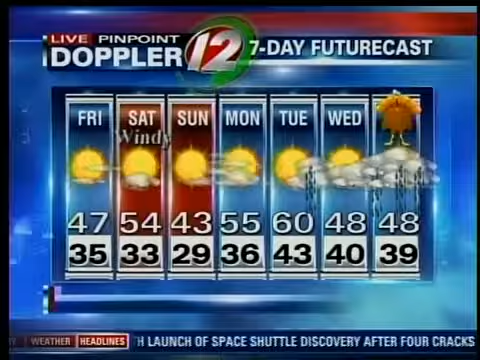 LIVE PINPOINT
DOPPLER 12 7-DAY FUTURECAST
FRI SAT SUN MON TUE WED
Windy
47 54 43 55 60 48 48
35 33 29 36 43 40 39
WEATHER HEADLINES H LAUNCH OF SPACE SHUTTLE DISCOVERY AFTER FOUR CRACKS